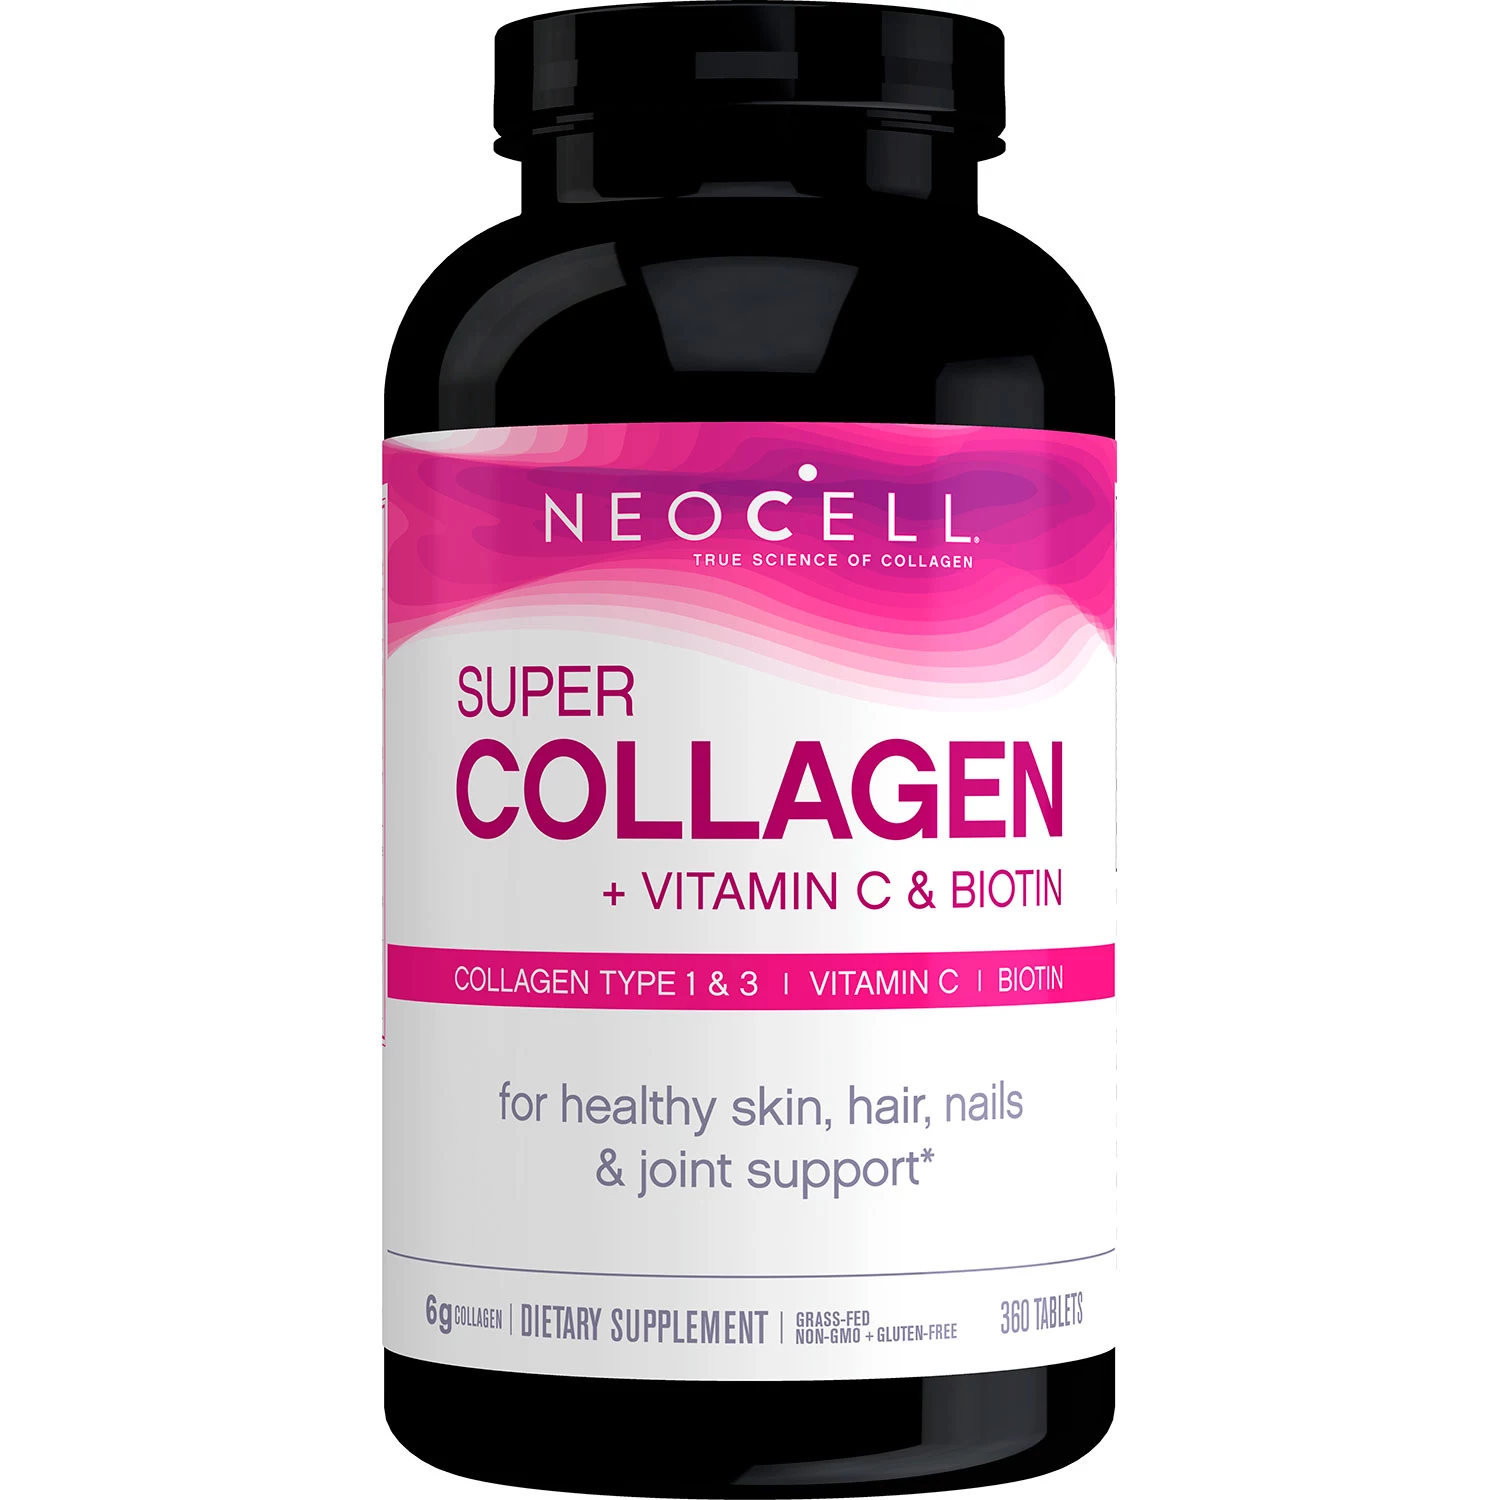 NEOCELL®
TRUE SCIENCE OF COLLAGEN
SUPER
COLLAGEN
+ VITAMIN C & BIOTIN
COLLAGEN TYPE 1 & 3 | VITAMIN C | BIOTIN
for healthy skin, hair, nails
& joint support*
6g COLLAGEN | DIETARY SUPPLEMENT | GRASS-FED
NON-GMO + GLUTEN-FREE
360 TABLETS